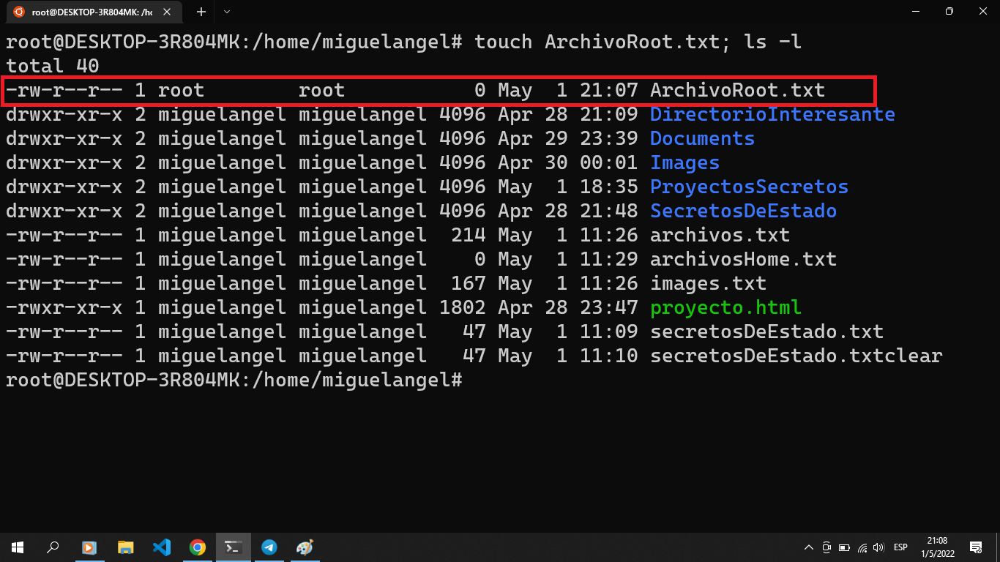 root@DESKTOP-3R804MK: /ho
root@DESKTOP-3R804MK:/home/miguelangel# touch ArchivoRoot.txt; ls -l
total 40
-rw-r--r-- 1 root        root           0 May  1 21:07 ArchivoRoot.txt
drwxr-xr-x 2 miguelangel miguelangel 4096 Apr 28 21:09 DirectorioInteresante
drwxr-xr-x 2 miguelangel miguelangel 4096 Apr 29 23:39 Documents
drwxr-xr-x 2 miguelangel miguelangel 4096 Apr 30 00:01 Images
drwxr-xr-x 2 miguelangel miguelangel 4096 May  1 18:35 ProyectosSecretos
drwxr-xr-x 2 miguelangel miguelangel 4096 Apr 28 21:48 SecretosDeEstado
-rw-r--r-- 1 miguelangel miguelangel  214 May  1 11:26 archivos.txt
-rw-r--r-- 1 miguelangel miguelangel    0 May  1 11:29 archivosHome.txt
-rw-r--r-- 1 miguelangel miguelangel  167 May  1 11:26 images.txt
-rwxr-xr-x 1 miguelangel miguelangel 1802 Apr 28 23:47 proyecto.html
-rw-r--r-- 1 miguelangel miguelangel   47 May  1 11:09 secretosDeEstado.txt
-rw-r--r-- 1 miguelangel miguelangel   47 May  1 11:10 secretosDeEstado.txtclear
root@DESKTOP-3R804MK:/home/miguelangel#
ESP
21:08
1/5/2022